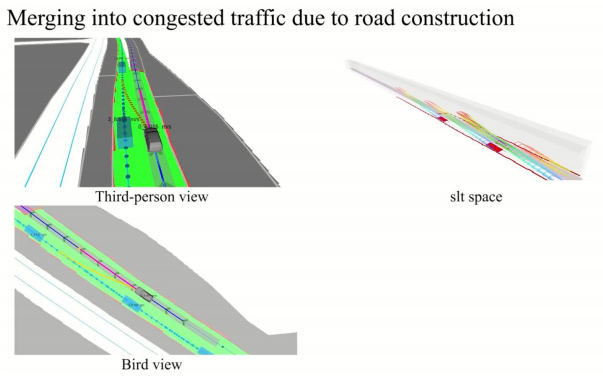 Merging into congested traffic due to road construction
Third-person view
slt space
Bird view